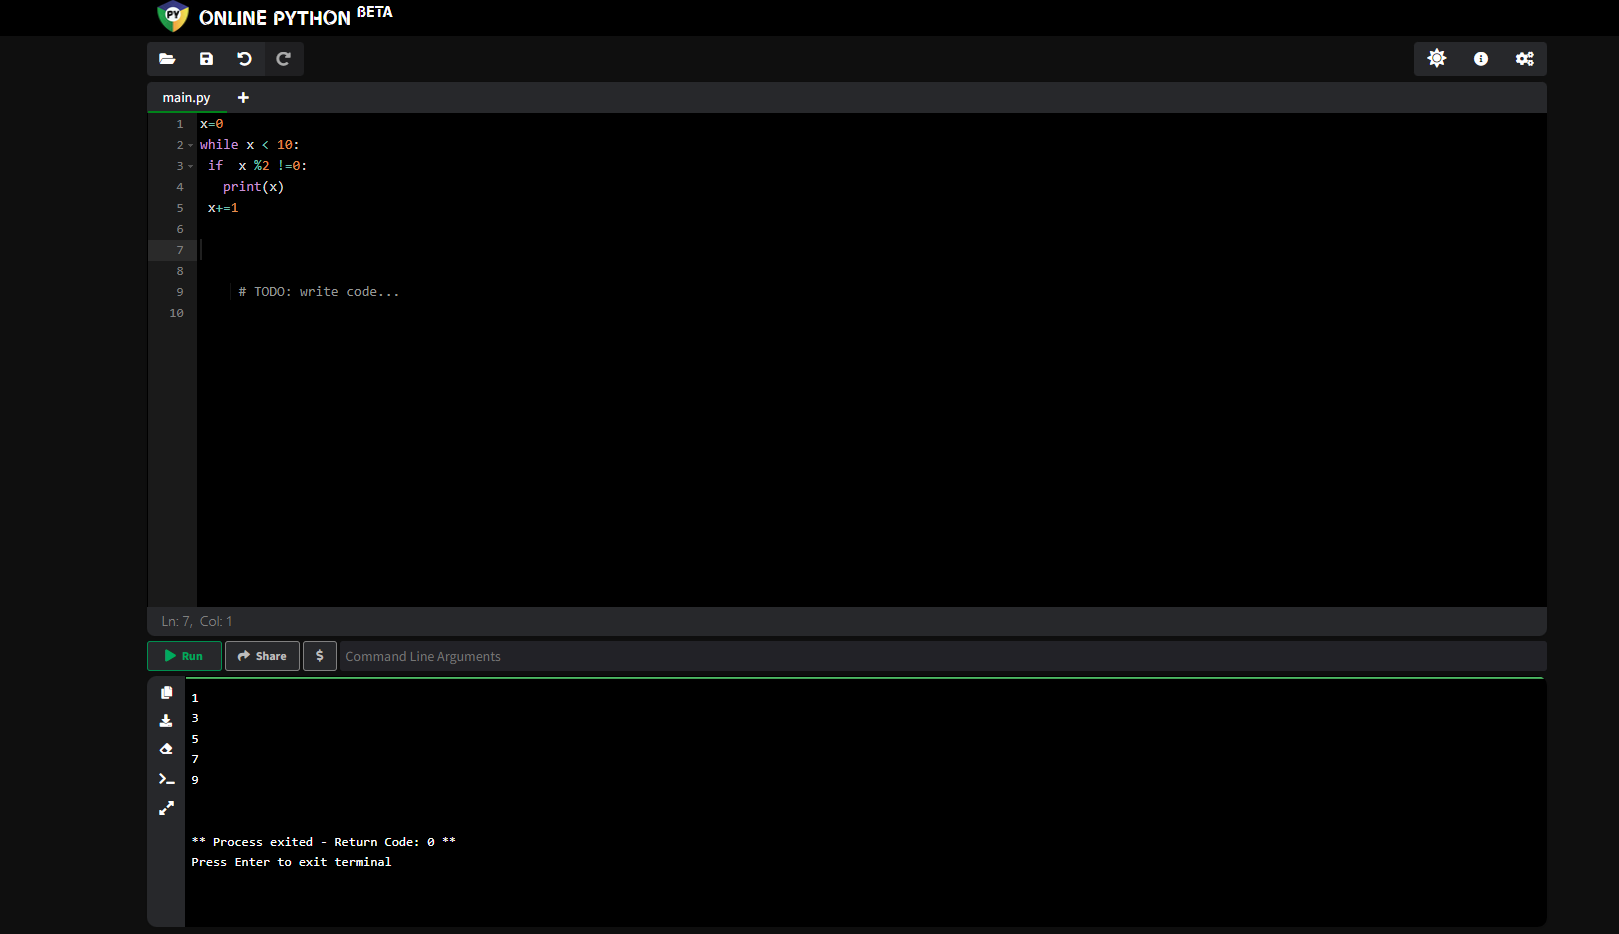 PY ONLINE PYTHON BETA
main.py +
1 x=0
2 while x < 10:
3  if  x %2 !=0:
4    print(x)
5  x+=1
6
7
8
9      # TODO: write code...
10
Ln: 7, Col: 1
Run Share $ Command Line Arguments
1
3
5
7
9
** Process exited - Return Code: 0 **
Press Enter to exit terminal